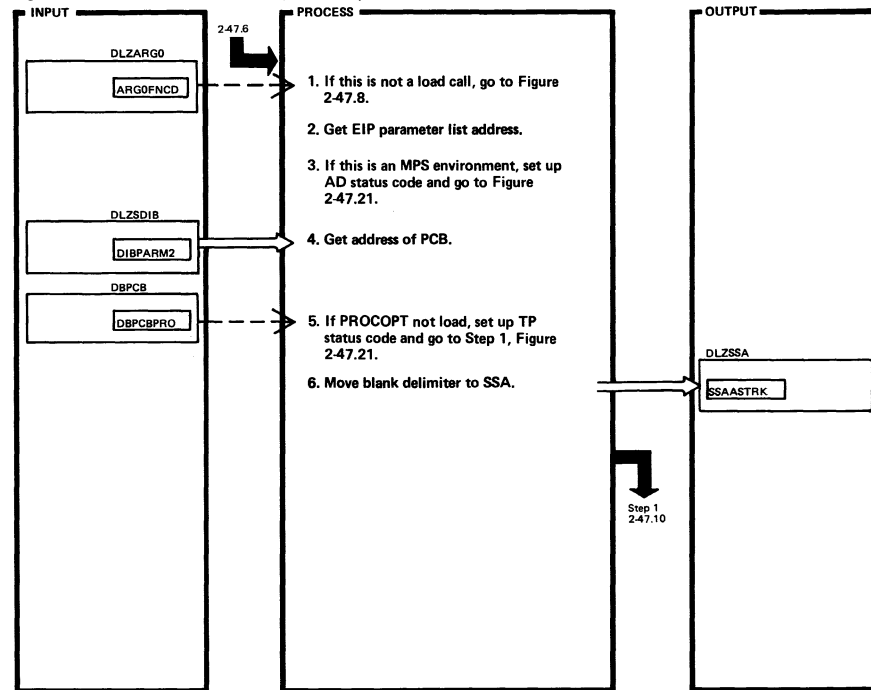 INPUT
PROCESS
OUTPUT
2-47.6
DLZARG0
ARG0FNCD
1. If this is not a load call, go to Figure
2-47.8.
2. Get EIP parameter list address.
3. If this is an MPS environment, set up
AD status code and go to Figure
2-47.21.
DLZSDIB
DIBPARM2
4. Get address of PCB.
DBPCB
DBPCBPRO
5. If PROCOPT not load, set up TP
status code and go to Step 1, Figure
2-47.21.
6. Move blank delimiter to SSA.
DLZSSA
SSAASTRK
Step 1
2-47.10